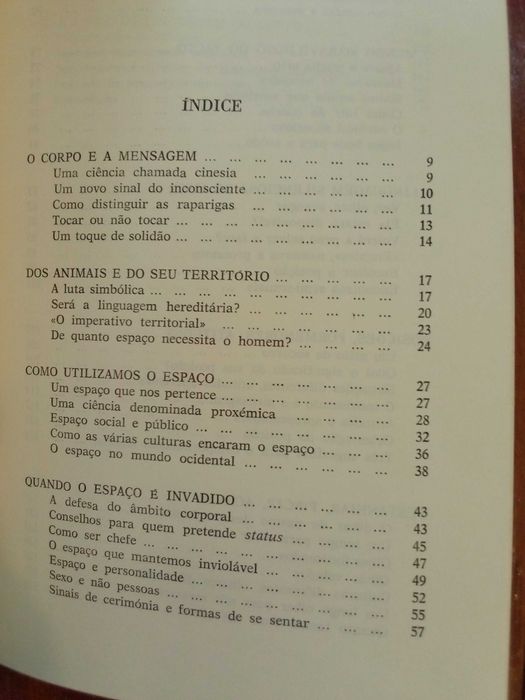 ÍNDICE
O CORPO E A MENSAGEM ... ... ... ... ... ... ... 9
Uma ciência chamada cinesia ... ... ... ... ... ... 9
Um novo sinal do inconsciente ... ... ... ... ... ... 10
Como distinguir as raparigas ... ... ... ... ... ... 11
Tocar ou não tocar ... ... ... ... ... ... ... ... 13
Um toque de solidão ... ... ... ... ... ... ... ... 14
DOS ANIMAIS E DO SEU TERRITÓRIO ... ... ... ... ... 17
A luta simbólica ... ... ... ... ... ... ... ... ... 17
Será a linguagem hereditária? ... ... ... ... ... ... 20
«O imperativo territorial» ... ... ... ... ... ... 23
De quanto espaço necessita o homem? ... ... ... ... 24
COMO UTILIZAMOS O ESPAÇO ... ... ... ... ... ... ... 27
Um espaço que nos pertence ... ... ... ... ... ... ... 27
Uma ciência denominada proxémica ... ... ... ... ... 28
Espaço social e público ... ... ... ... ... ... ... ... 32
Como as várias culturas encaram o espaço ... ... ... 36
O espaço no mundo ocidental ... ... ... ... ... ... 38
QUANDO O ESPAÇO É INVADIDO ... ... ... ... ... ... 43
A defesa do âmbito corporal ... ... ... ... ... ... 43
Conselhos para quem pretende status ... ... ... ... 45
Como ser chefe ... ... ... ... ... ... ... ... ... 47
O espaço que mantemos inviolável ... ... ... ... ... 49
Espaço e personalidade ... ... ... ... ... ... ... 52
Sexo e não pessoas ... ... ... ... ... ... ... ... 55
Sinais de cerimónia e formas de se sentar ... ... ... 57